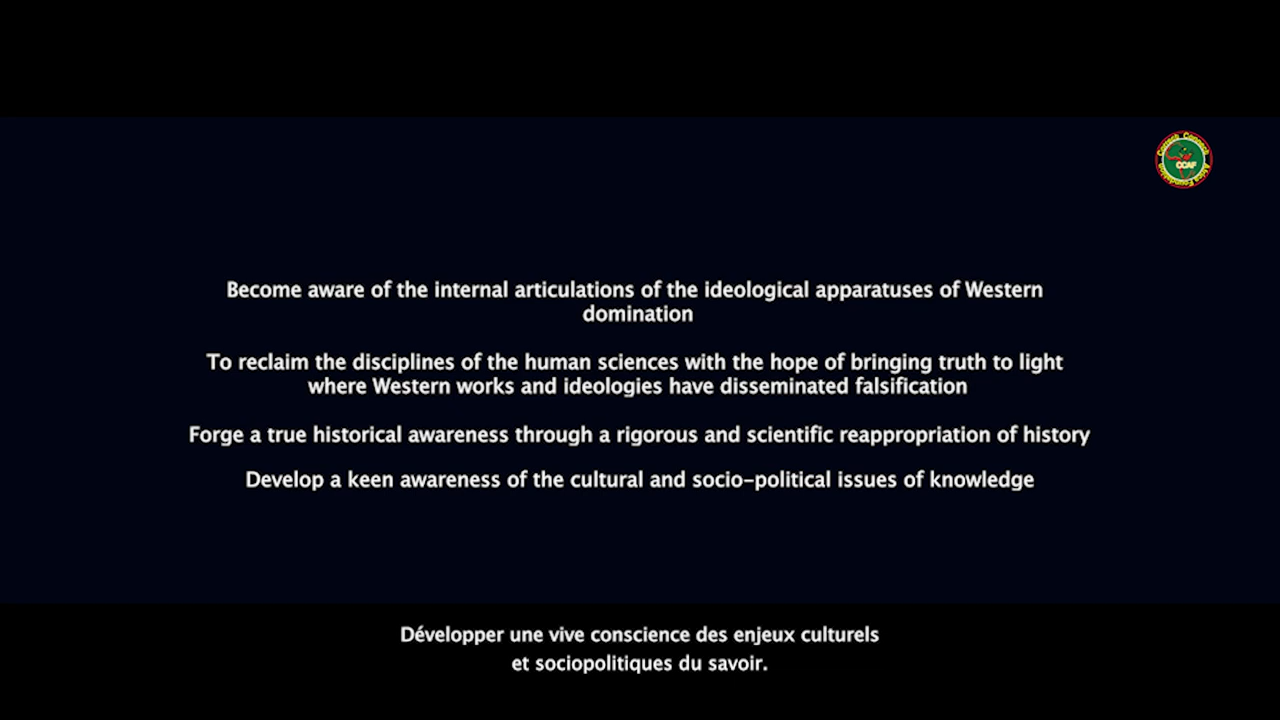 CCAF
Become aware of the internal articulations of the ideological apparatuses of Western
domination
To reclaim the disciplines of the human sciences with the hope of bringing truth to light
where Western works and ideologies have disseminated falsification
Forge a true historical awareness through a rigorous and scientific reappropriation of history
Develop a keen awareness of the cultural and socio-political issues of knowledge
Développer une vive conscience des enjeux culturels
et sociopolitiques du savoir.